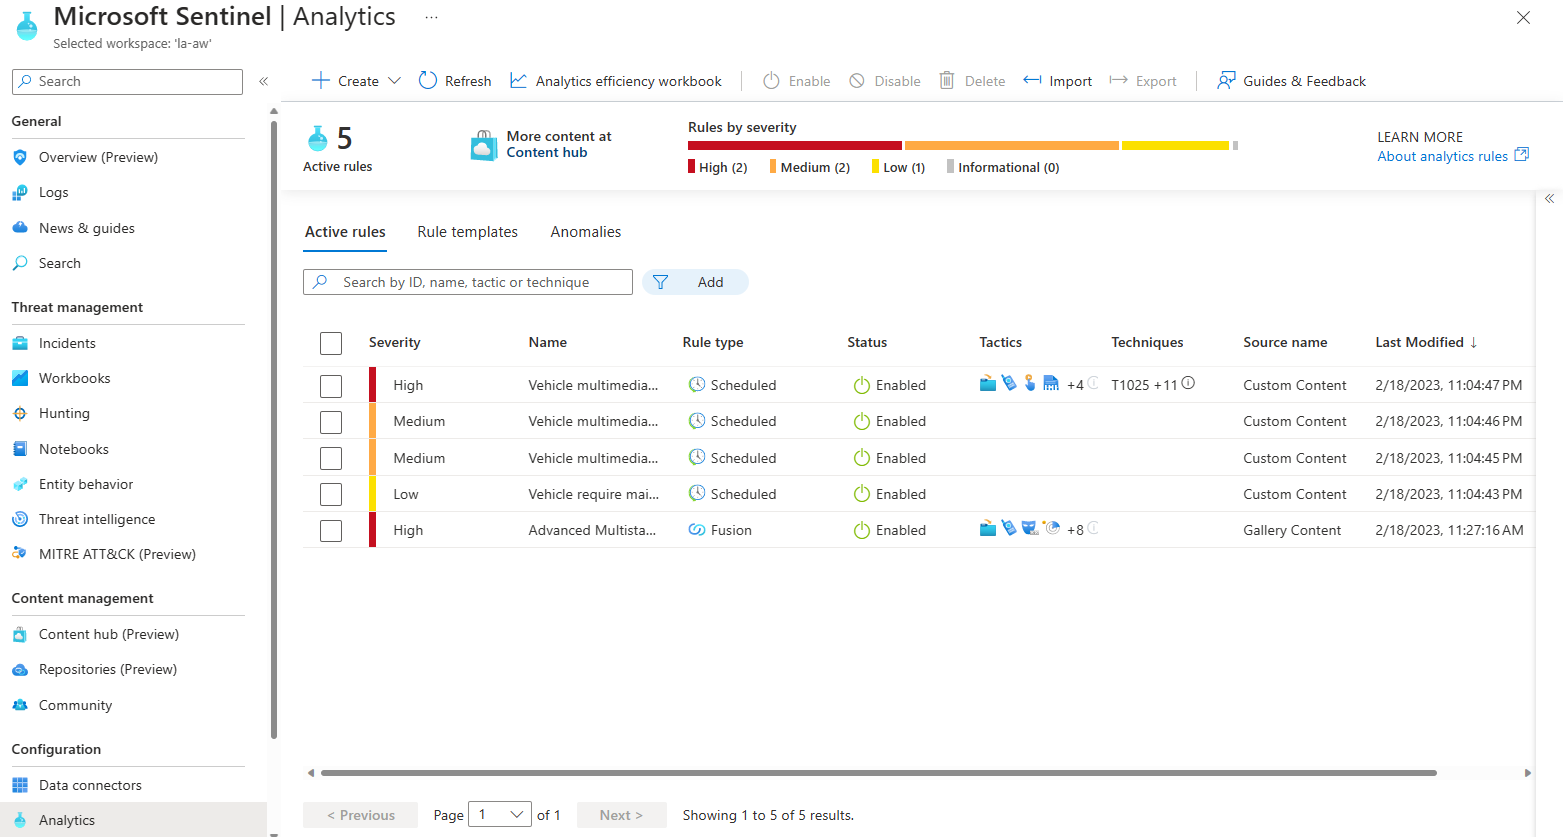 Microsoft Sentinel | Analytics ...
Selected workspace: 'la-aw'
Search
«
General
Overview (Preview)
Logs
News & guides
Search
Threat management
Incidents
Workbooks
Hunting
Notebooks
Entity behavior
Threat intelligence
MITRE ATT&CK (Preview)
Content management
Content hub (Preview)
Repositories (Preview)
Community
Configuration
Data connectors
Analytics
Create Refresh Analytics efficiency workbook Enable Disable Delete Import Export Guides & Feedback
5
Active rules
More content at
Content hub
Rules by severity
High (2) Medium (2) Low (1) Informational (0)
LEARN MORE
About analytics rules
«
Active rules Rule templates Anomalies
Search by ID, name, tactic or technique Add
Severity Name Rule type Status Tactics Techniques Source name Last Modified ↓
High Vehicle multimedia... Scheduled Enabled +4 T1025 +11 Custom Content 2/18/2023, 11:04:47 PM
Medium Vehicle multimedia... Scheduled Enabled Custom Content 2/18/2023, 11:04:46 PM
Medium Vehicle multimedia... Scheduled Enabled Custom Content 2/18/2023, 11:04:45 PM
Low Vehicle require mai... Scheduled Enabled Custom Content 2/18/2023, 11:04:43 PM
High Advanced Multista... Fusion Enabled +8 Gallery Content 2/18/2023, 11:27:16 AM
< Previous Page 1 of 1 Next > Showing 1 to 5 of 5 results.